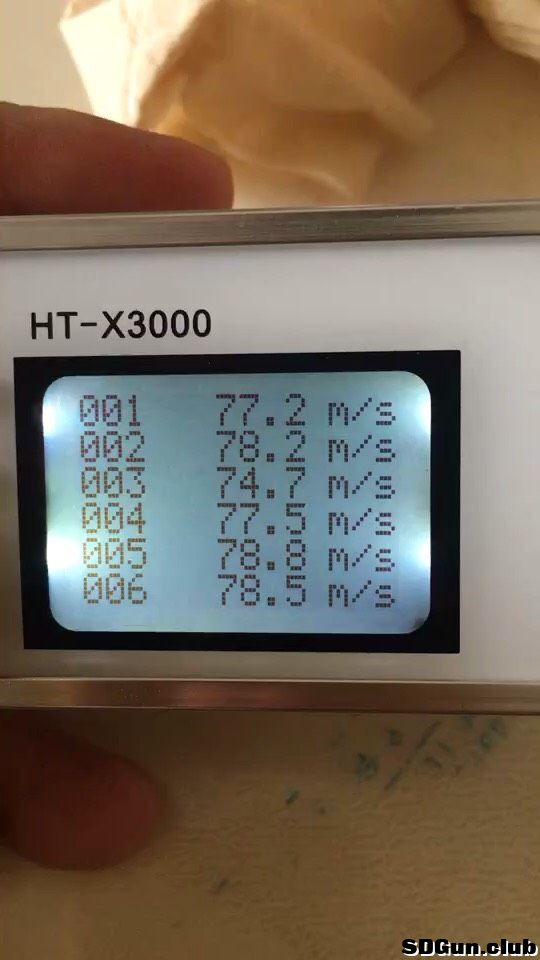 HT-X3000
001 77.2 m/s
002 78.2 m/s
003 74.7 m/s
004 77.5 m/s
005 78.8 m/s
006 78.5 m/s
SDGun.club